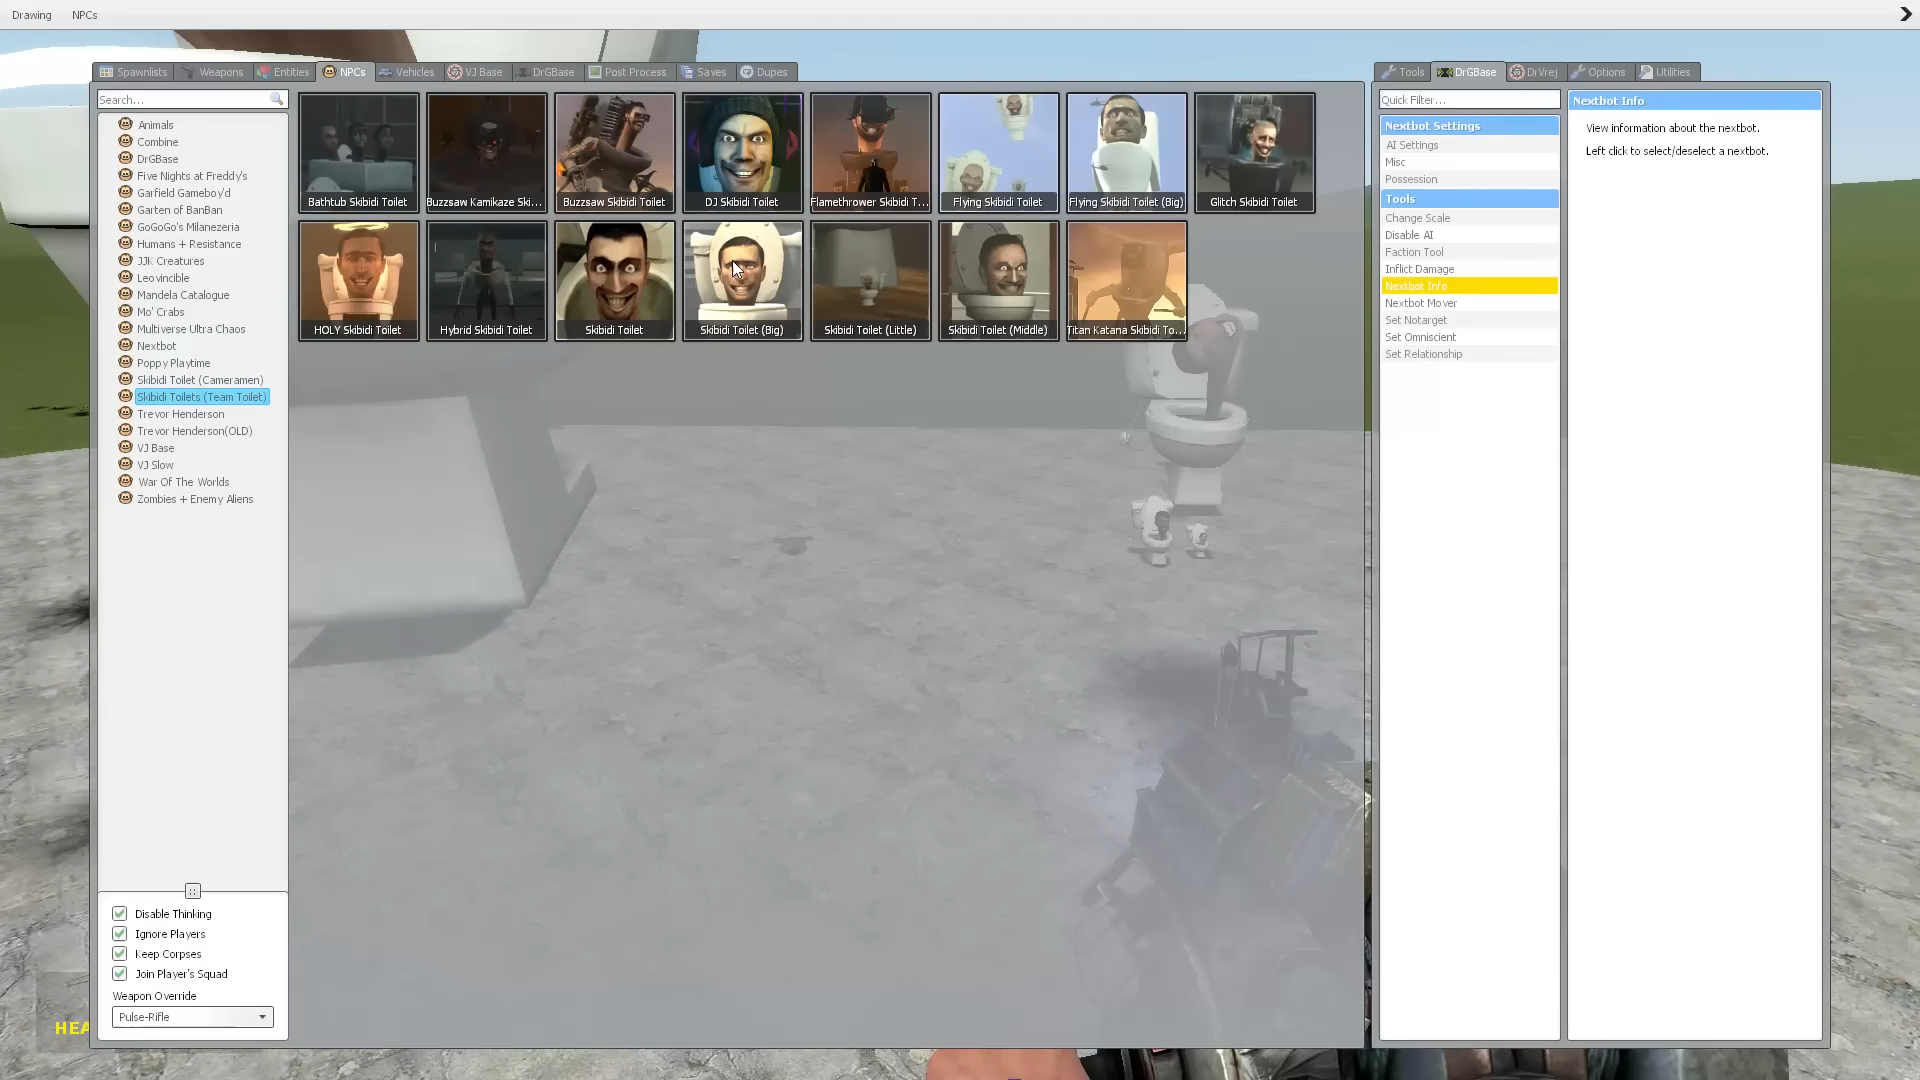 Drawing NPCs
Spawnlists Weapons Entities NPCs Vehicles VJ Base DrGBase Post Process Saves Dupes
Tools DrGBase DrVrej Options Utilities
Search...
Animals
Combine
DrGBase
Five Nights at Freddy's
Garfield Gameboy'd
Garten of BanBan
GoGoGo's Milanezeria
Humans + Resistance
JJK Creatures
Leovincible
Mandela Catalogue
Mo' Crabs
Multiverse Ultra Chaos
Nextbot
Poppy Playtime
Skibidi Toilet (Cameramen)
Skibidi Toilets (Team Toilet)
Trevor Henderson
Trevor Henderson(OLD)
VJ Base
VJ Slow
War Of The Worlds
Zombies + Enemy Aliens
Disable Thinking
Ignore Players
Keep Corpses
Join Player's Squad
Weapon Override
Pulse-Rifle
HEA
Bathtub Skibidi Toilet
Buzzsaw Kamikaze Ski...
Buzzsaw Skibidi Toilet
DJ Skibidi Toilet
Flamethrower Skibidi T...
Flying Skibidi Toilet
Flying Skibidi Toilet (Big)
Glitch Skibidi Toilet
HOLY Skibidi Toilet
Hybrid Skibidi Toilet
Skibidi Toilet
Skibidi Toilet (Big)
Skibidi Toilet (Little)
Skibidi Toilet (Middle)
Titan Katana Skibidi To...
Quick Filter...
Nextbot Settings
AI Settings
Misc
Possession
Tools
Change Scale
Disable AI
Faction Tool
Inflict Damage
Nextbot Info
Nextbot Mover
Set Notarget
Set Omniscient
Set Relationship
Nextbot Info
View information about the nextbot.
Left click to select/deselect a nextbot.